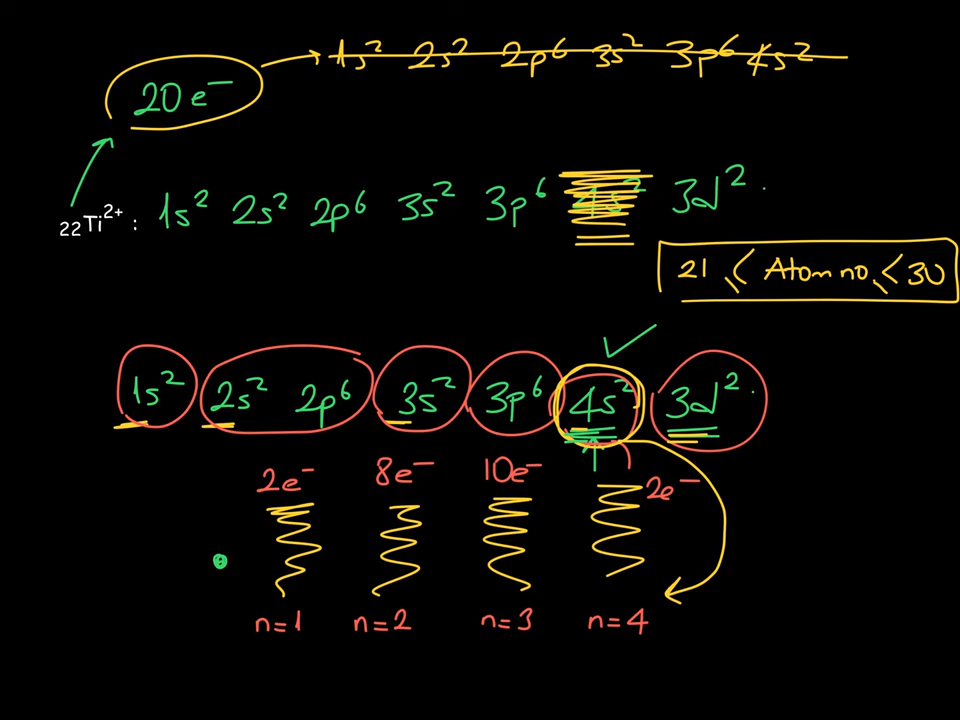 1s² 2s² 2p⁶ 3s² 3p⁶ 4s²
20 e⁻
₂₂Ti²⁺ : 1s² 2s² 2p⁶ 3s² 3p⁶ 4s² 3d²
21 ≤ Atom no ≤ 30
1s² 2s² 2p⁶ 3s² 3p⁶ 4s² 3d²
2e⁻ 8e⁻ 10e⁻ 2e⁻
n=1 n=2 n=3 n=4